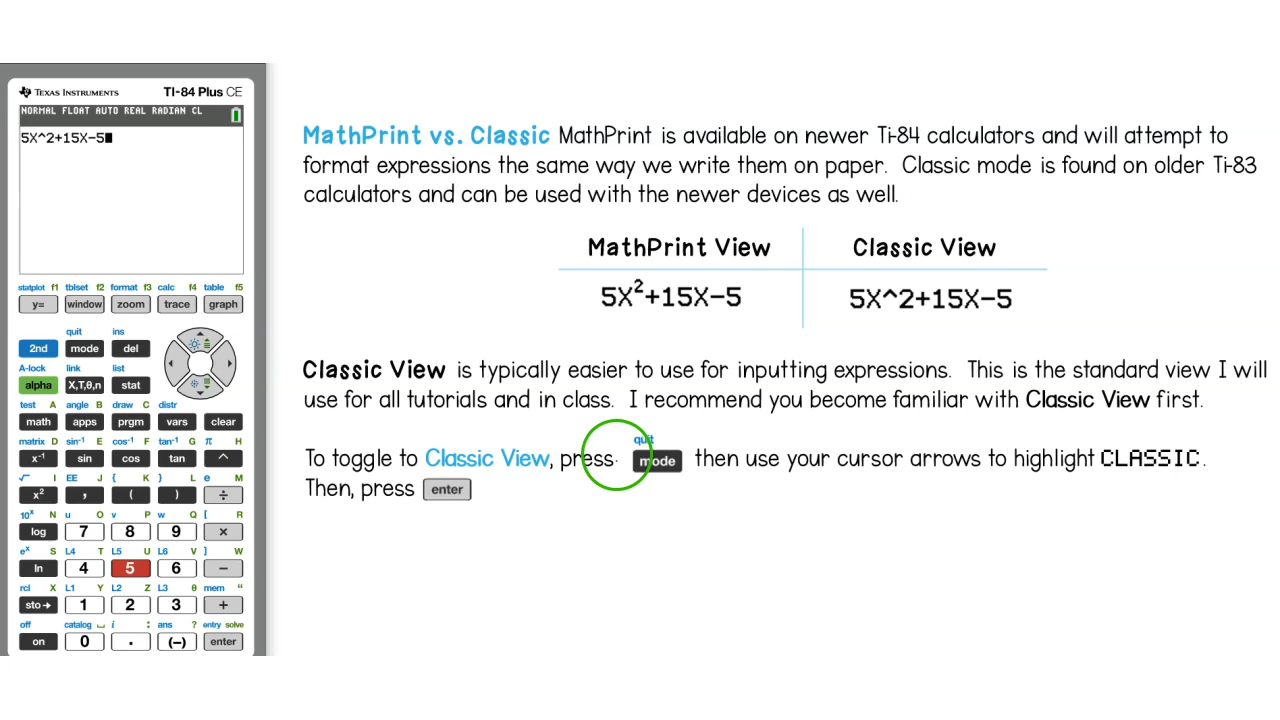 TEXAS INSTRUMENTS TI-84 Plus CE
NORMAL FLOAT AUTO REAL RADIAN CL
5X^2+15X-5
statplot f1 tblset f2 format f3 calc f4 table f5
y= window zoom trace graph
quit ins
2nd mode del
A-lock link list
alpha X,T,θ,n stat
test A angle B draw C distr
math apps prgm vars clear
matrix D sin⁻¹ E cos⁻¹ F tan⁻¹ G π H
x⁻¹ sin cos tan ^
√ I EE J { K } L e M
x² , ( ) ÷
10ˣ N u O v P w Q [ R
log 7 8 9 ×
eˣ S L4 T L5 U L6 V ] W
ln 4 5 6 −
rcl X L1 Y L2 Z L3 θ mem “
sto→ 1 2 3 +
off catalog ⎵ i : ans ? entry solve
on 0 . (−) enter
MathPrint vs. Classic MathPrint is available on newer Ti-84 calculators and will attempt to
format expressions the same way we write them on paper. Classic mode is found on older Ti-83
calculators and can be used with the newer devices as well.
MathPrint View Classic View
5X²+15X-5 5X^2+15X-5
Classic View is typically easier to use for inputting expressions. This is the standard view I will
use for all tutorials and in class. I recommend you become familiar with Classic View first.
quit
To toggle to Classic View, press mode then use your cursor arrows to highlight CLASSIC.
Then, press enter